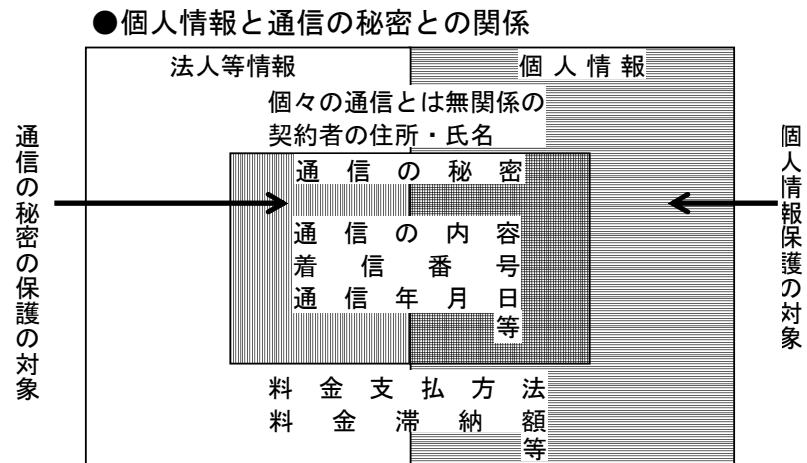 ●個人情報と通信の秘密との関係
法人等情報
個人情報
個々の通信とは無関係の
契約者の住所・氏名
通信の秘密
通信の内容
着信番号
通信年月日
等
料金支払方法
料金滞納額
等
通信の秘密の保護の対象
個人情報保護の対象